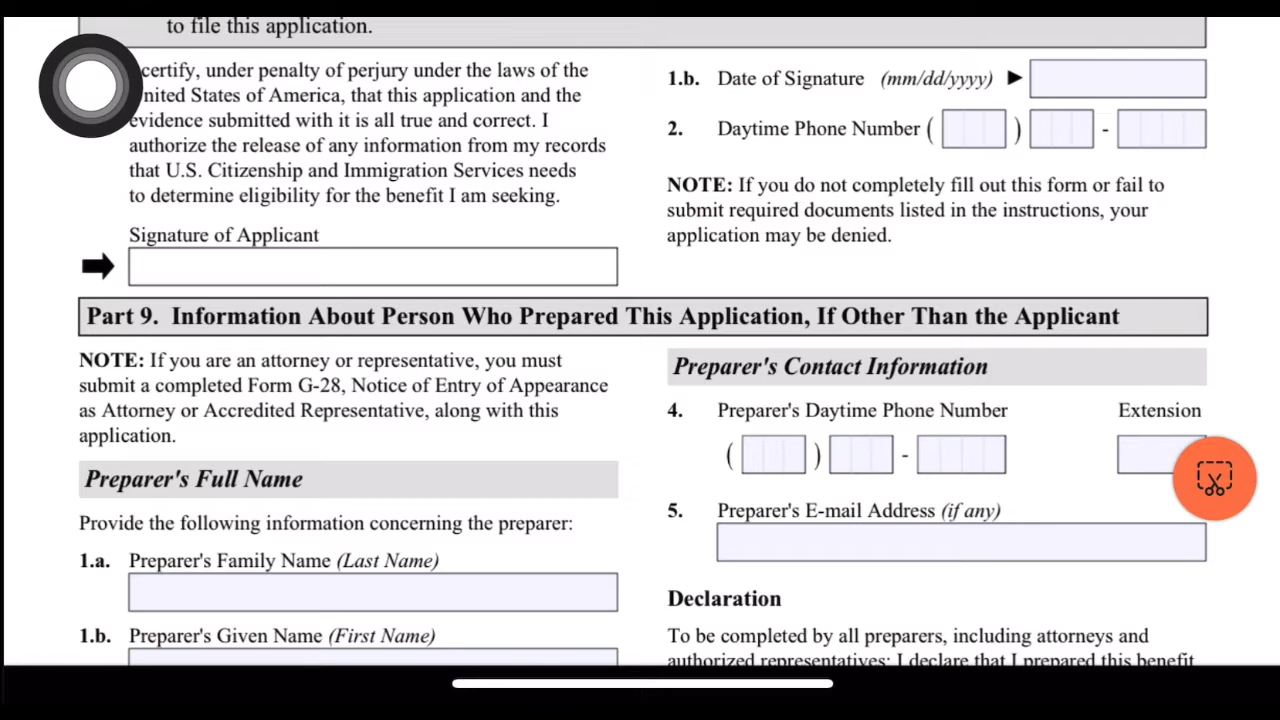 to file this application.
certify, under penalty of perjury under the laws of the
nited States of America, that this application and the
evidence submitted with it is all true and correct. I
authorize the release of any information from my records
that U.S. Citizenship and Immigration Services needs
to determine eligibility for the benefit I am seeking.
Signature of Applicant
1.b. Date of Signature (mm/dd/yyyy)
2. Daytime Phone Number ( ) -
NOTE: If you do not completely fill out this form or fail to
submit required documents listed in the instructions, your
application may be denied.
Part 9. Information About Person Who Prepared This Application, If Other Than the Applicant
NOTE: If you are an attorney or representative, you must
submit a completed Form G-28, Notice of Entry of Appearance
as Attorney or Accredited Representative, along with this
application.
Preparer's Full Name
Provide the following information concerning the preparer:
1.a. Preparer's Family Name (Last Name)
1.b. Preparer's Given Name (First Name)
Preparer's Contact Information
4. Preparer's Daytime Phone Number Extension
( ) -
5. Preparer's E-mail Address (if any)
Declaration
To be completed by all preparers, including attorneys and
authorized representatives: I declare that I prepared this benefit